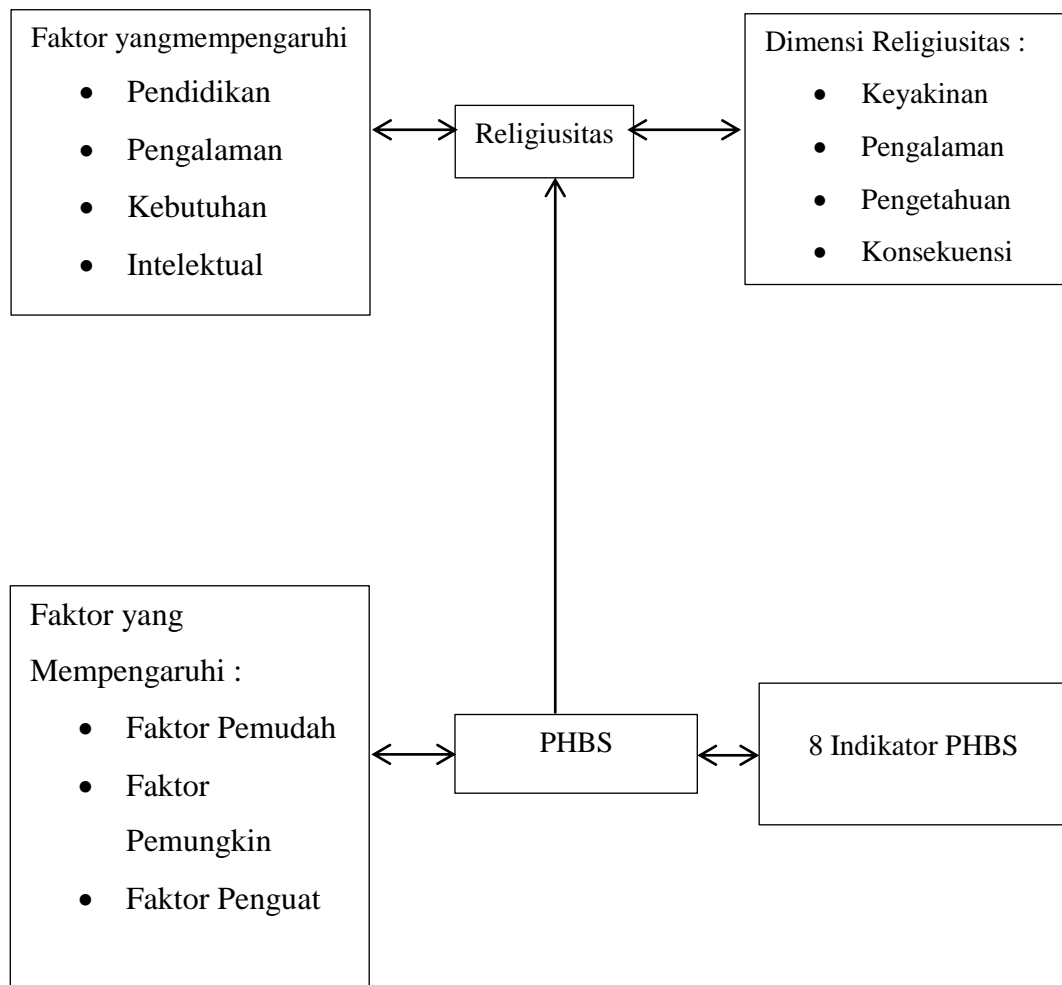 Faktor yangmempengaruhi
• Pendidikan
• Pengalaman
• Kebutuhan
• Intelektual
Religiusitas
Dimensi Religiusitas :
• Keyakinan
• Pengalaman
• Pengetahuan
• Konsekuensi
Faktor yang
Mempengaruhi :
• Faktor Pemudah
• Faktor
Pemungkin
• Faktor Penguat
PHBS
8 Indikator PHBS